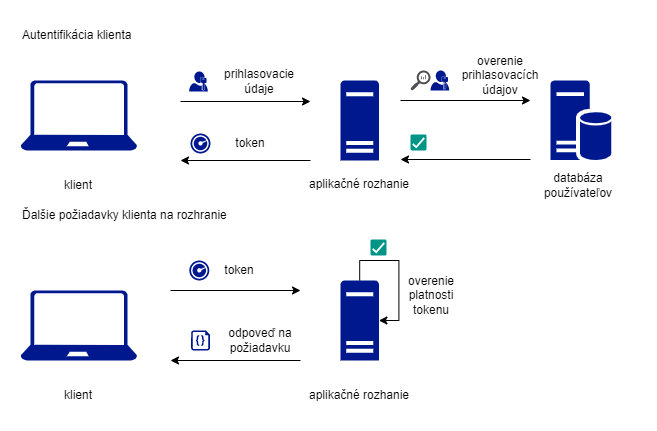 Autentifikácia klienta
prihlasovacie
údaje
overenie
prihlasovacích
údajov
token
klient
aplikačné rozhanie
databáza
používateľov
Ďalšie požiadavky klienta na rozhranie
token
overenie
platnosti
tokenu
{}
odpoveď na
požiadavku
klient
aplikačné rozhanie